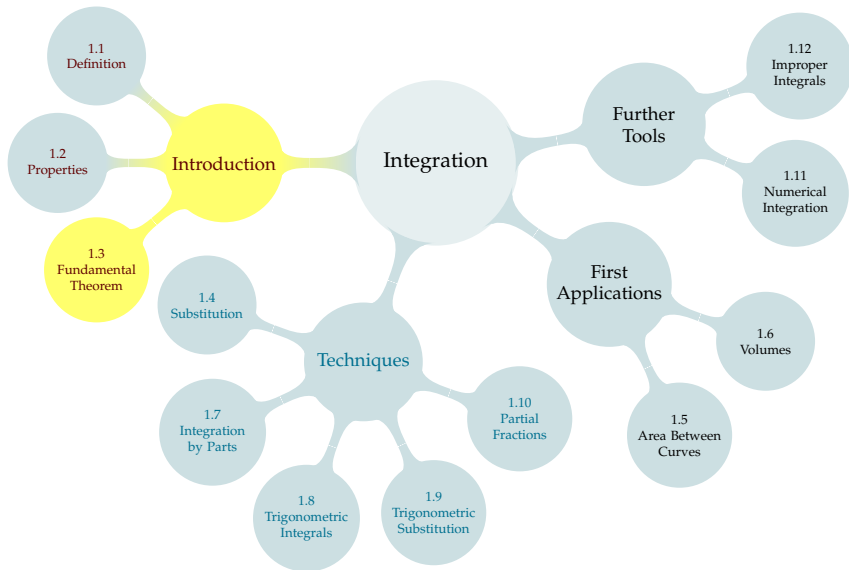 1.1
Definition
1.2
Properties
Introduction
1.3
Fundamental
Theorem
Integration
Further
Tools
1.12
Improper
Integrals
1.11
Numerical
Integration
First
Applications
1.6
Volumes
1.5
Area Between
Curves
Techniques
1.4
Substitution
1.7
Integration
by Parts
1.8
Trigonometric
Integrals
1.9
Trigonometric
Substitution
1.10
Partial
Fractions